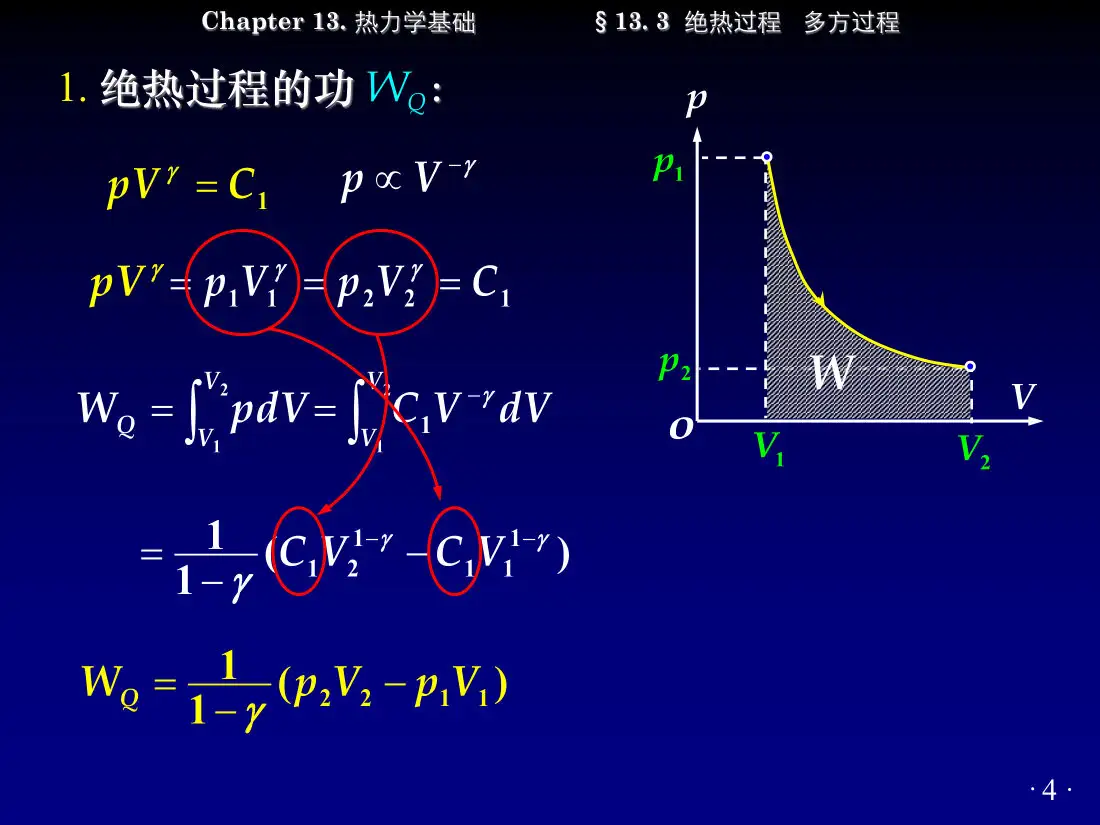 Chapter 13. 热力学基础 §13. 3 绝热过程 多方过程
1. 绝热过程的功 W_Q:
pV^γ = C_1 p ∝ V^{-γ}
pV^γ = p_1V_1^γ = p_2V_2^γ = C_1
W_Q = ∫_{V_1}^{V_2} pdV = ∫_{V_1}^{V_2} C_1V^{-γ}dV
= \frac{1}{1-γ}(C_1V_2^{1-γ} - C_1V_1^{1-γ})
W_Q = \frac{1}{1-γ}(p_2V_2 - p_1V_1)
p
p_1
p_2
W
O
V_1
V_2
V
· 4 ·